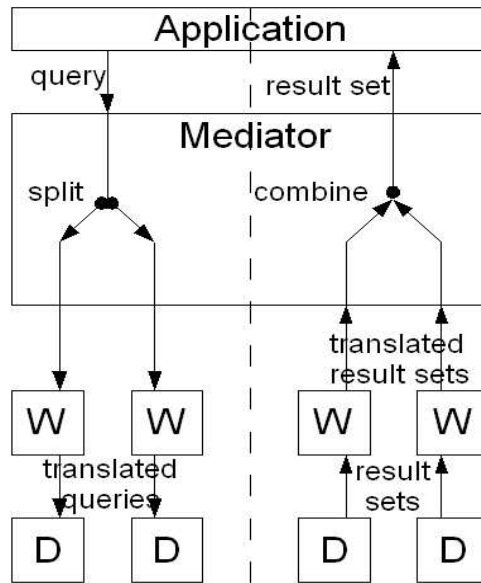 Application
query
result set
Mediator
split
combine
translated
result sets
W
W
W
W
translated
queries
result
sets
D
D
D
D